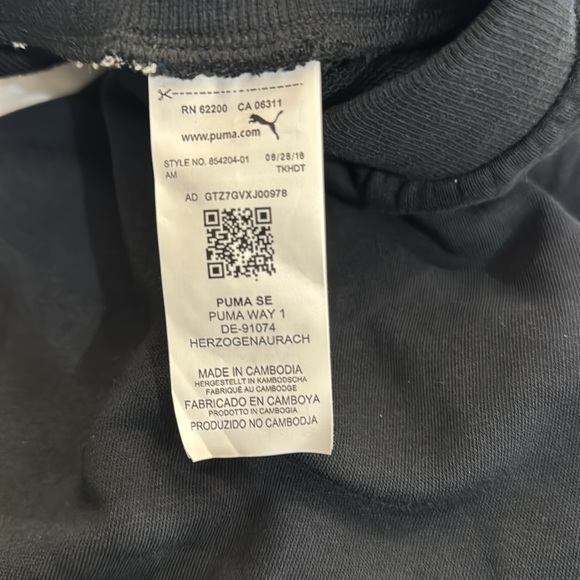 RN 62200 CA 06311
www.puma.com
STYLE NO. 854204-01 08/28/18
AM TKHDT
AD GTZ7GVXJ00978
PUMA SE
PUMA WAY 1
DE-91074
HERZOGENAURACH
MADE IN CAMBODIA
HERGESTELLT IN KAMBODSCHA
FABRIQUÉ AU CAMBODGE
FABRICADO EN CAMBOYA
PRODOTTO IN CAMBOGIA
PRODUZIDO NO CAMBODJA